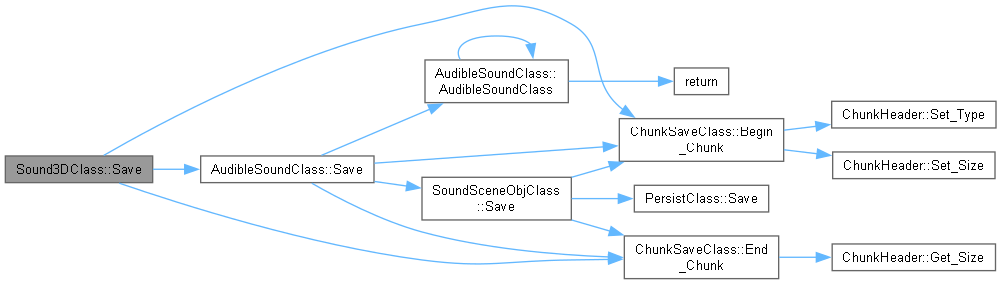 Sound3DClass::Save
AudibleSoundClass::Save
AudibleSoundClass::
AudibleSoundClass
SoundSceneObjClass
::Save
return
ChunkSaveClass::Begin
_Chunk
PersistClass::Save
ChunkSaveClass::End
_Chunk
ChunkHeader::Set_Type
ChunkHeader::Set_Size
ChunkHeader::Get_Size